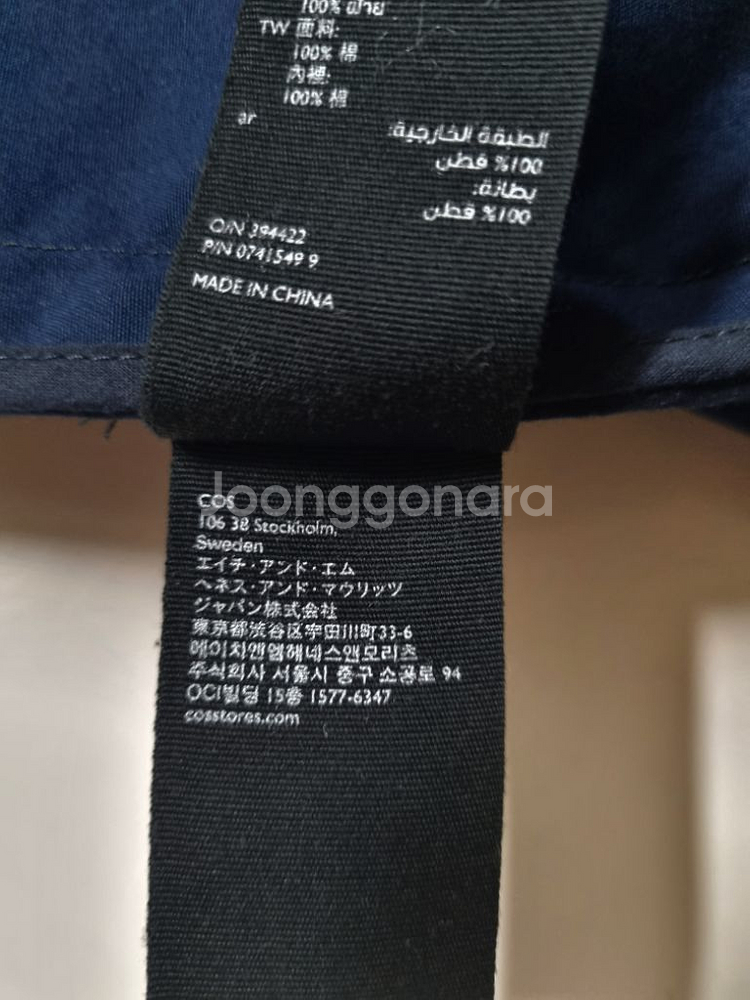 100% ฝ้าย
TW 面料:
100% 棉
內裡:
100% 棉
ar
الطبقة الخارجية:
100% قطن
بطانة:
100% قطن
O/N 394422
P/N 0741549 9
MADE IN CHINA
Joonggonara
COS
106 38 Stockholm,
Sweden
エイチ・アンド・エム
ヘネス・アンド・マウリッツ
ジャパン株式会社
東京都渋谷区宇田川町33-6
에이치앤엠헤네스앤모리츠
주식회사 서울시 중구 소공로 94
OCI빌딩 15층 1577-6347
cosstores.com